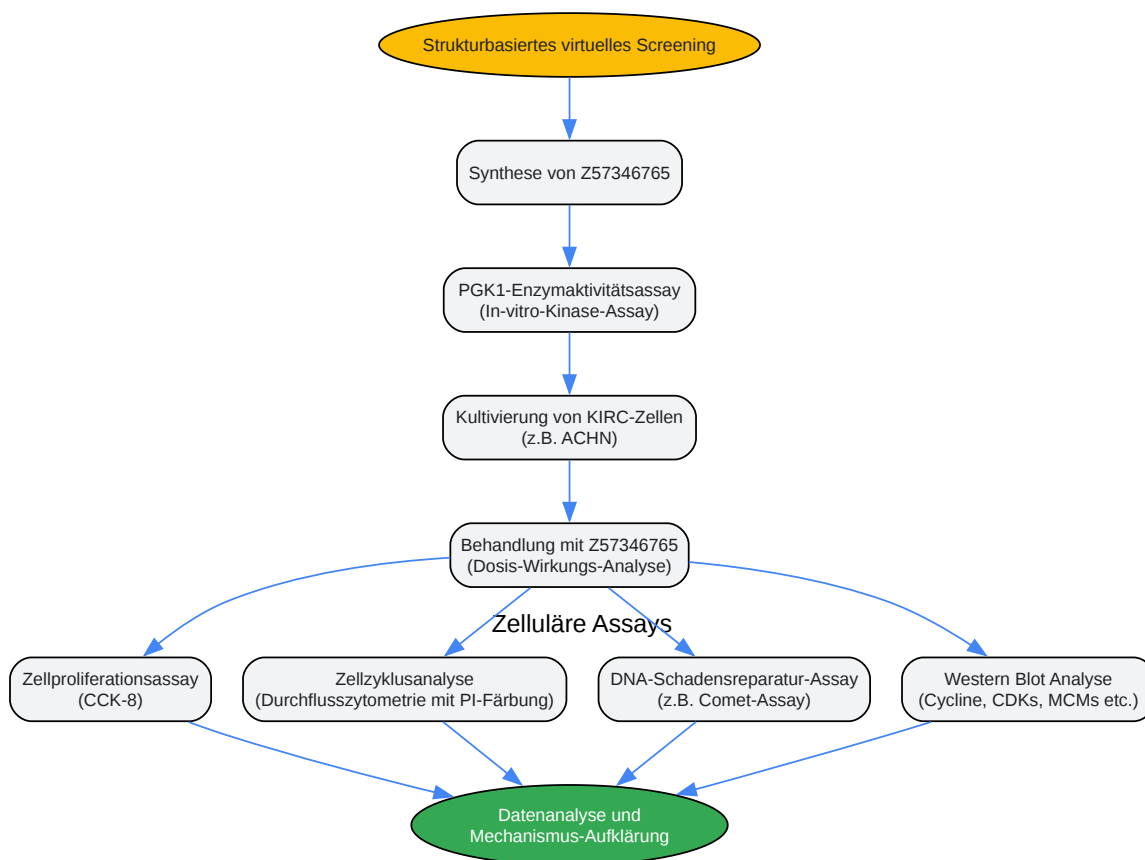 Strukturbasiertes virtuelles Screening
Synthese von Z57346765
PGK1-Enzymaktivitätsassay
(In-vitro-Kinase-Assay)
Kultivierung von KIRC-Zellen
(z.B. ACHN)
Behandlung mit Z57346765
(Dosis-Wirkungs-Analyse)
Zelluläre Assays
Zellproliferationsassay
(CCK-8)
Zellzyklusanalyse
(Durchflusszytometrie mit PI-Färbung)
DNA-Schadensreparatur-Assay
(z.B. Comet-Assay)
Western Blot Analyse
(Cycline, CDKs, MCMs etc.)
Datenanalyse und
Mechanismus-Aufklärung